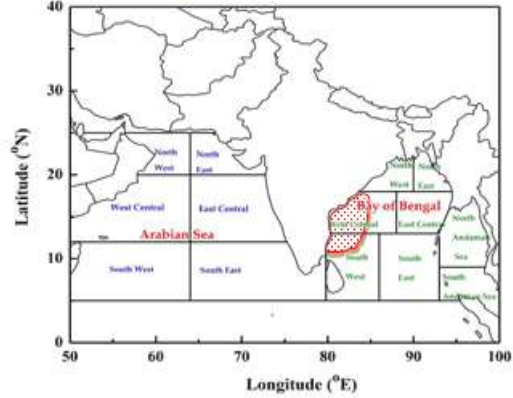 40
30
20
10
0
Latitude (°N)
50
60
70
80
90
100
Longitude (°E)
North
West
North
East
West Central
East Central
Arabian Sea
South West
South East
North
West
North
East
Bay of Bengal
West Central
East Central
South
West
South
East
North
Andaman
Sea
South
Andaman Sea